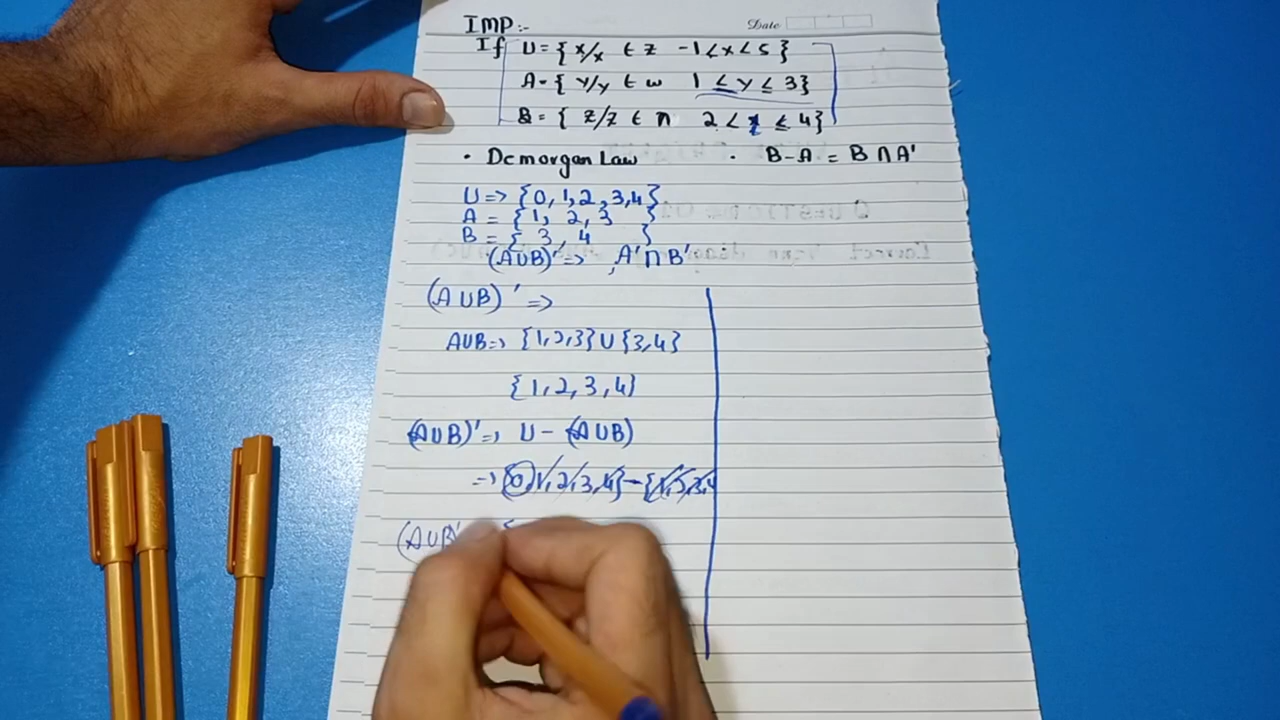 IMP:-
Date
If U = { x/x ∈ z -1 < x < 5 }
A = { y/y ∈ w 1 ≤ y ≤ 3}
B = { z/z ∈ n 2 < z ≤ 4}
• Demorgan Law • B-A = B ∩ A'
U => {0, 1, 2, 3, 4}
A = {1, 2, 3 }
B = { 3, 4 }
(A∪B)' => A' ∩ B'
(A ∪ B)' =>
A∪B => {1, 2, 3} ∪ {3, 4}
{1, 2, 3, 4}
(A∪B)' => U - (A∪B)
=> {0, 1, 2, 3, 4} - {1, 2, 3, 4
(A∪B)' {